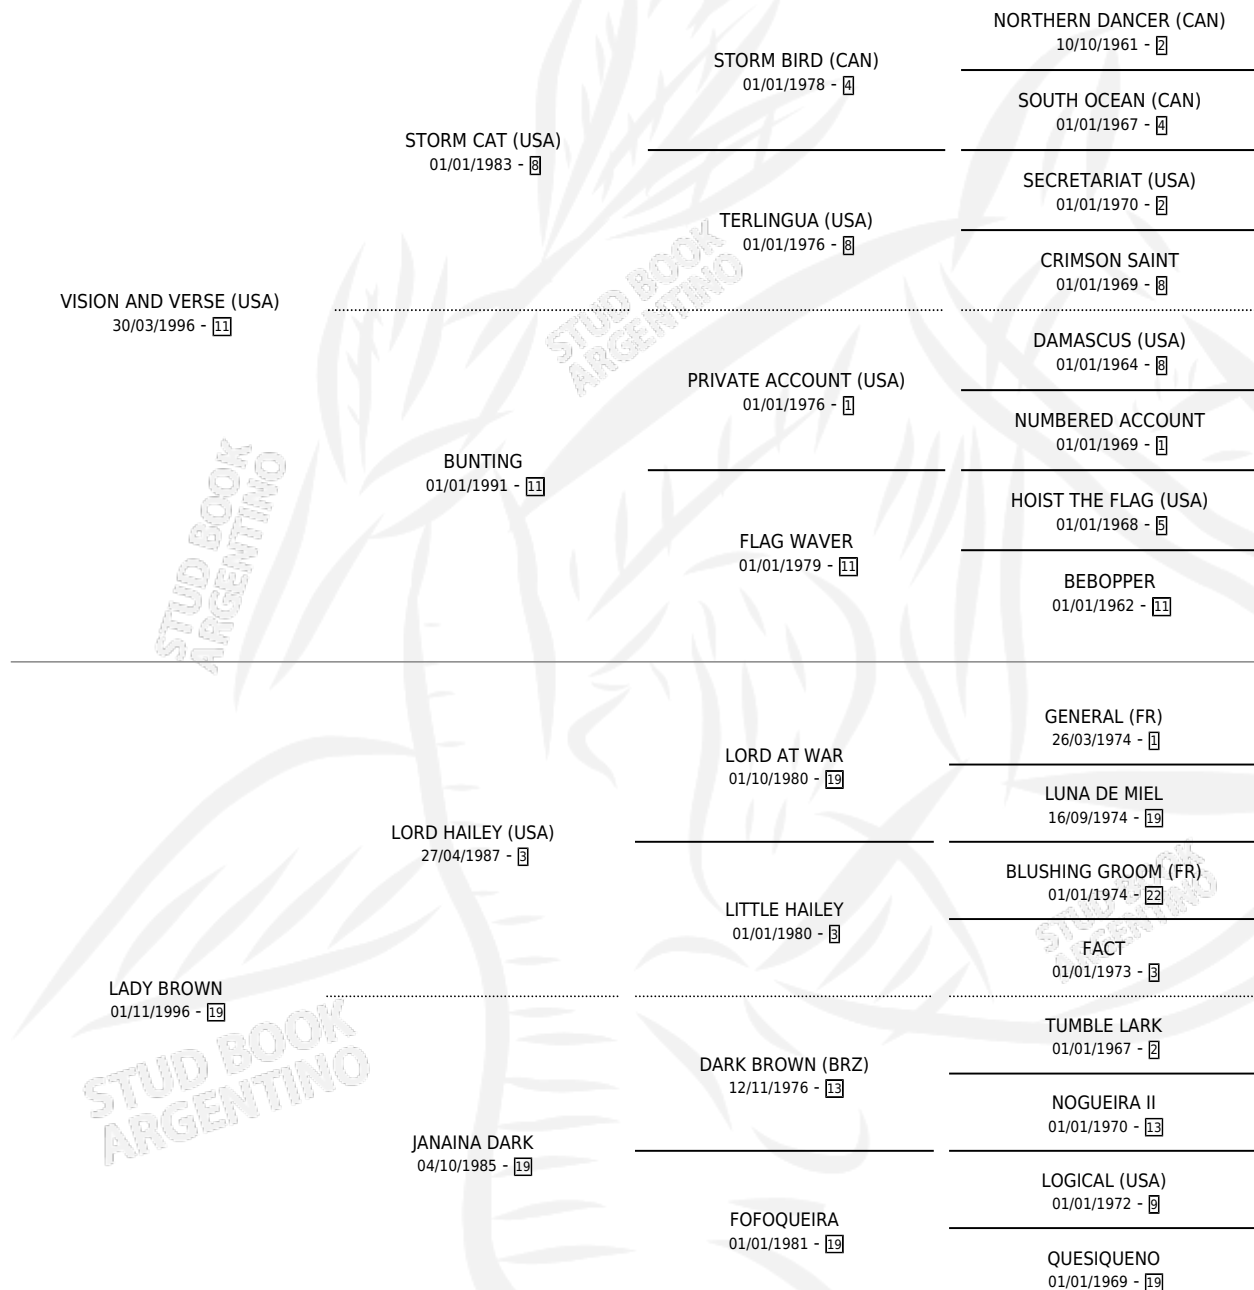 NORTHERN DANCER (CAN)
10/10/1961 - 2
STORM BIRD (CAN)
01/01/1978 - 4
SOUTH OCEAN (CAN)
01/01/1967 - 4
STORM CAT (USA)
01/01/1983 - 8
SECRETARIAT (USA)
01/01/1970 - 2
TERLINGUA (USA)
01/01/1976 - 8
CRIMSON SAINT
01/01/1969 - 8
VISION AND VERSE (USA)
30/03/1996 - 11
STUD BOOK
ARGENTINO
DAMASCUS (USA)
01/01/1964 - 8
PRIVATE ACCOUNT (USA)
01/01/1976 - 1
NUMBERED ACCOUNT
01/01/1969 - 1
BUNTING
01/01/1991 - 11
HOIST THE FLAG (USA)
01/01/1968 - 5
FLAG WAVER
01/01/1979 - 11
BEBOPPER
01/01/1962 - 11
STUD BOOK
ARGENTINO
GENERAL (FR)
26/03/1974 - 1
LORD AT WAR
01/10/1980 - 19
LUNA DE MIEL
16/09/1974 - 19
LORD HAILEY (USA)
27/04/1987 - 3
BLUSHING GROOM (FR)
01/01/1974 - 22
LITTLE HAILEY
01/01/1980 - 3
STUD BOOK
ARGENTINO
FACT
01/01/1973 - 3
LADY BROWN
01/11/1996 - 19
STUD BOOK
ARGENTINO
TUMBLE LARK
01/01/1967 - 2
DARK BROWN (BRZ)
12/11/1976 - 13
NOGUEIRA II
01/01/1970 - 13
JANAINA DARK
04/10/1985 - 19
LOGICAL (USA)
01/01/1972 - 9
FOFOQUEIRA
01/01/1981 - 19
QUESIQUENO
01/01/1969 - 19